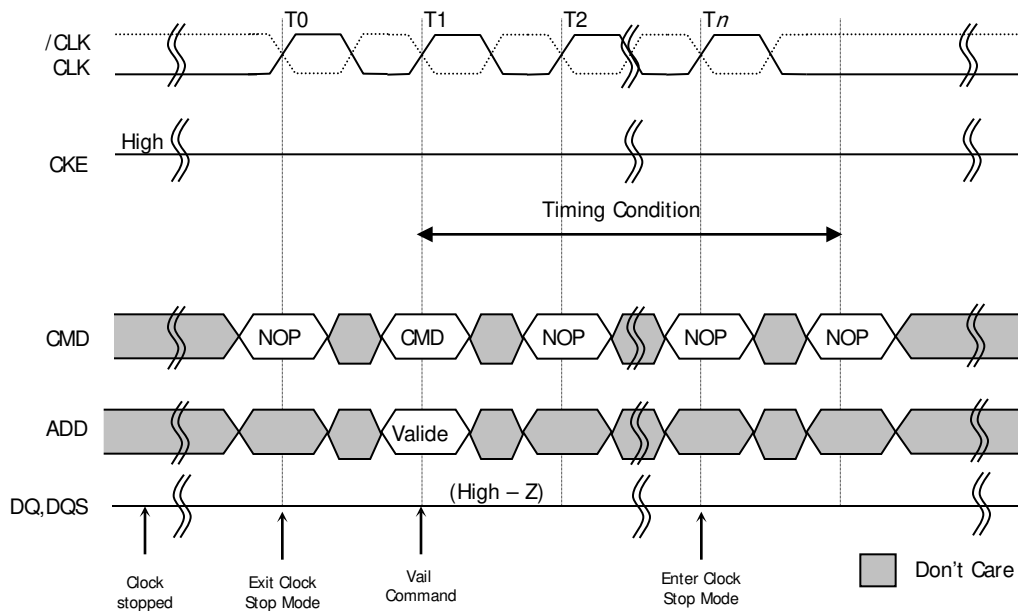 T0 T1 T2 Tn
/CLK
CLK
High
CKE
Timing Condition
CMD NOP CMD NOP NOP NOP
ADD Valide
(High – Z)
DQ,DQS
Clock
stopped
Exit Clock
Stop Mode
Vail
Command
Enter Clock
Stop Mode
Don't Care